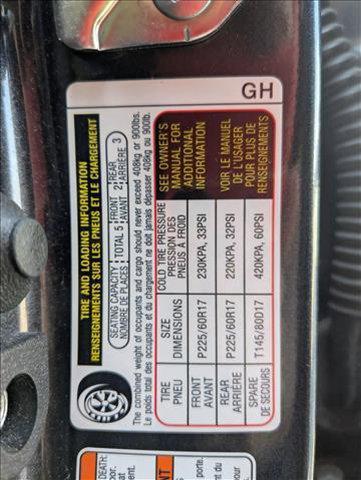 GH
TIRE AND LOADING INFORMATION
RENSEIGNEMENTS SUR LES PNEUS ET LE CHARGEMENT
SEATING CAPACITY TOTAL 5 FRONT 2 REAR 3
NOMBRE DE PLACES AVANT ARRIÈRE
The combined weight of occupants and cargo should never exceed 408kg or 900lbs.
Le poids total des occupants et du chargement ne doit jamais dépasser 408kg ou 900lb.
TIRE SIZE COLD TIRE PRESSURE
PNEU DIMENSIONS PRESSION DES PNEUS À FROID
FRONT P225/60R17 230KPA, 33PSI
AVANT
REAR P225/60R17 220KPA, 32PSI
ARRIÈRE
SPARE T145/80D17 420KPA, 60PSI
DE SECOURS
SEE OWNER'S
MANUAL FOR
ADDITIONAL
INFORMATION
VOIR LE MANUEL
DE L'USAGER
POUR PLUS DE
RENSEIGNEMENTS
DEATH
porte.